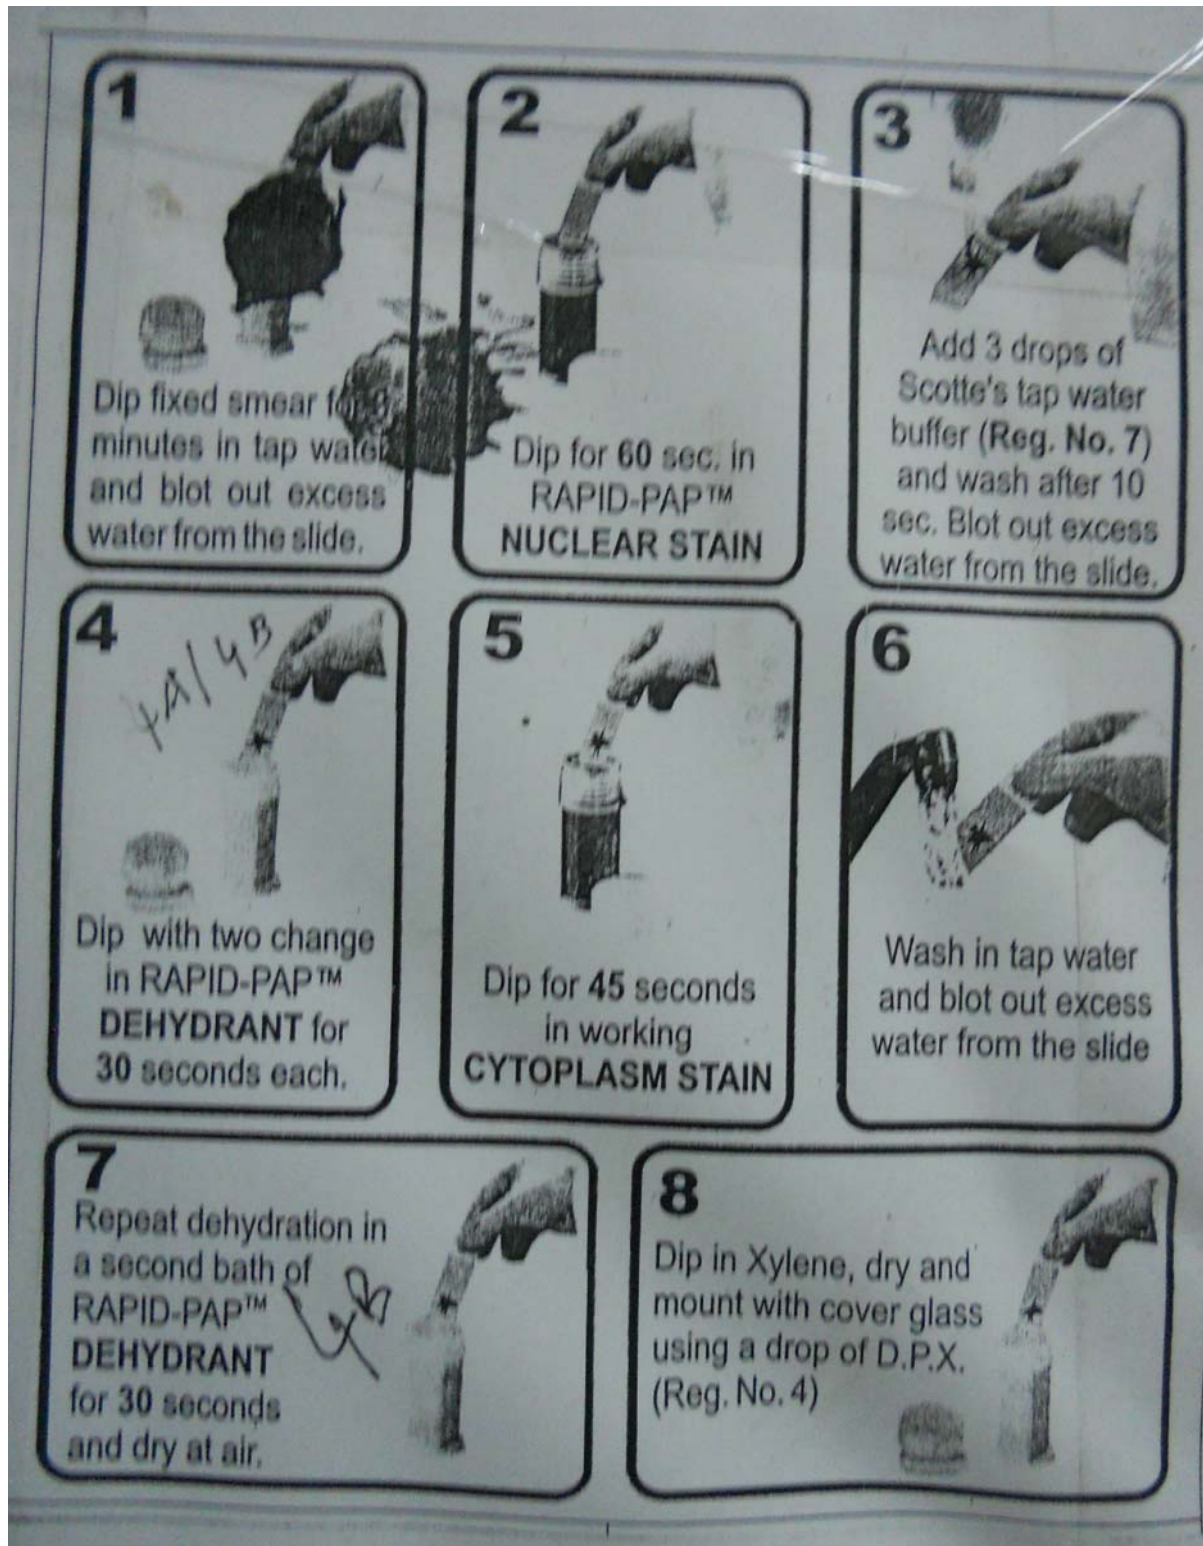 1
Dip fixed smear
minutes in tap water
and blot out excess
water from the slide.
2
Dip for 60 sec. in
RAPID-PAP™
NUCLEAR STAIN
3
Add 3 drops of
Scotte's tap water
buffer (Reg. No. 7)
and wash after 10
sec. Blot out excess
water from the slide.
4
4A/4B
Dip with two change
in RAPID-PAP™
DEHYDRANT for
30 seconds each.
5
Dip for 45 seconds
in working
CYTOPLASM STAIN
6
Wash in tap water
and blot out excess
water from the slide
7
Repeat dehydration in
a second bath of
RAPID-PAP™
DEHYDRANT
for 30 seconds
and dry at air.
4B
8
Dip in Xylene, dry and
mount with cover glass
using a drop of D.P.X.
(Reg. No. 4)